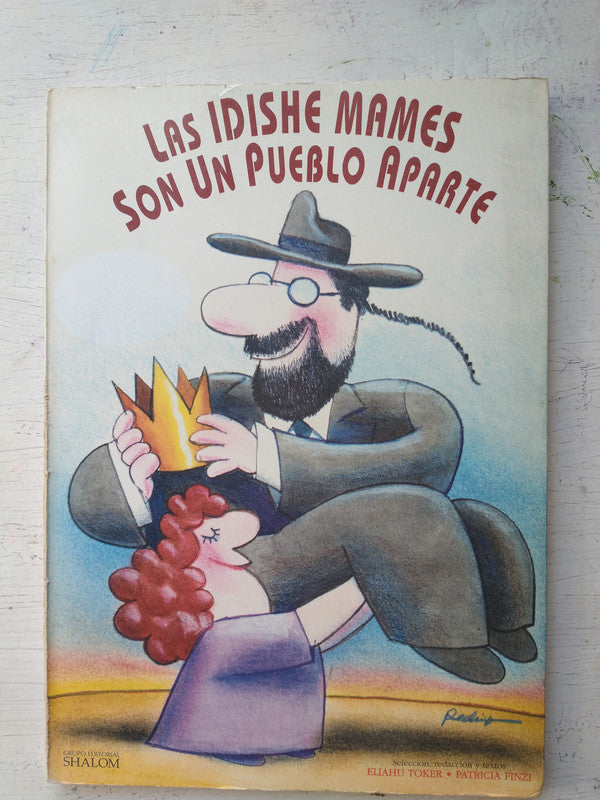 LAS IDISHE MAMES
SON UN PUEBLO APARTE
GRUPO EDITORIAL
SHALOM
Selección, redacción y textos
ELIAHU TOKER • PATRICIA FINZI